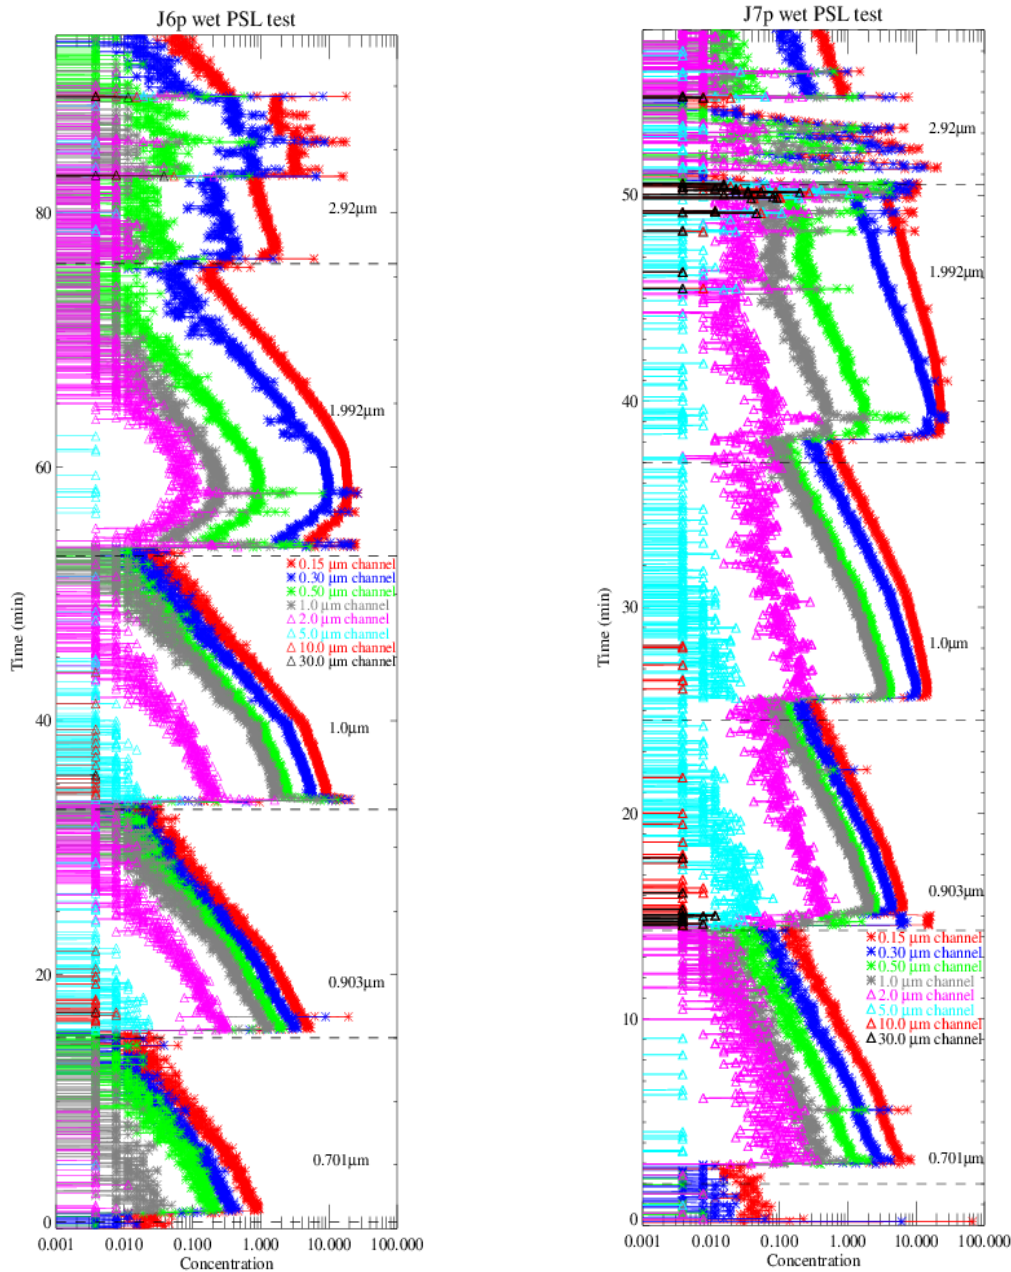 J6p wet PSL test
2.92µm
1.992µm
0.15 µm channel
0.30 µm channel
0.50 µm channel
1.0 µm channel
2.0 µm channel
5.0 µm channel
10.0 µm channel
30.0 µm channel
1.0µm
0.903µm
0.701µm
80
60
40
20
0
Time (min)
0.001
0.010
0.100
1.000
10.000
100.000
Concentration
J7p wet PSL test
2.92µm
1.992µm
1.0µm
0.903µm
0.15 µm channel
0.30 µm channel
0.50 µm channel
1.0 µm channel
2.0 µm channel
5.0 µm channel
10.0 µm channel
30.0 µm channel
0.701µm
50
40
30
20
10
0
Time (min)
0.001
0.010
0.100
1.000
10.000
100.000
Concentration